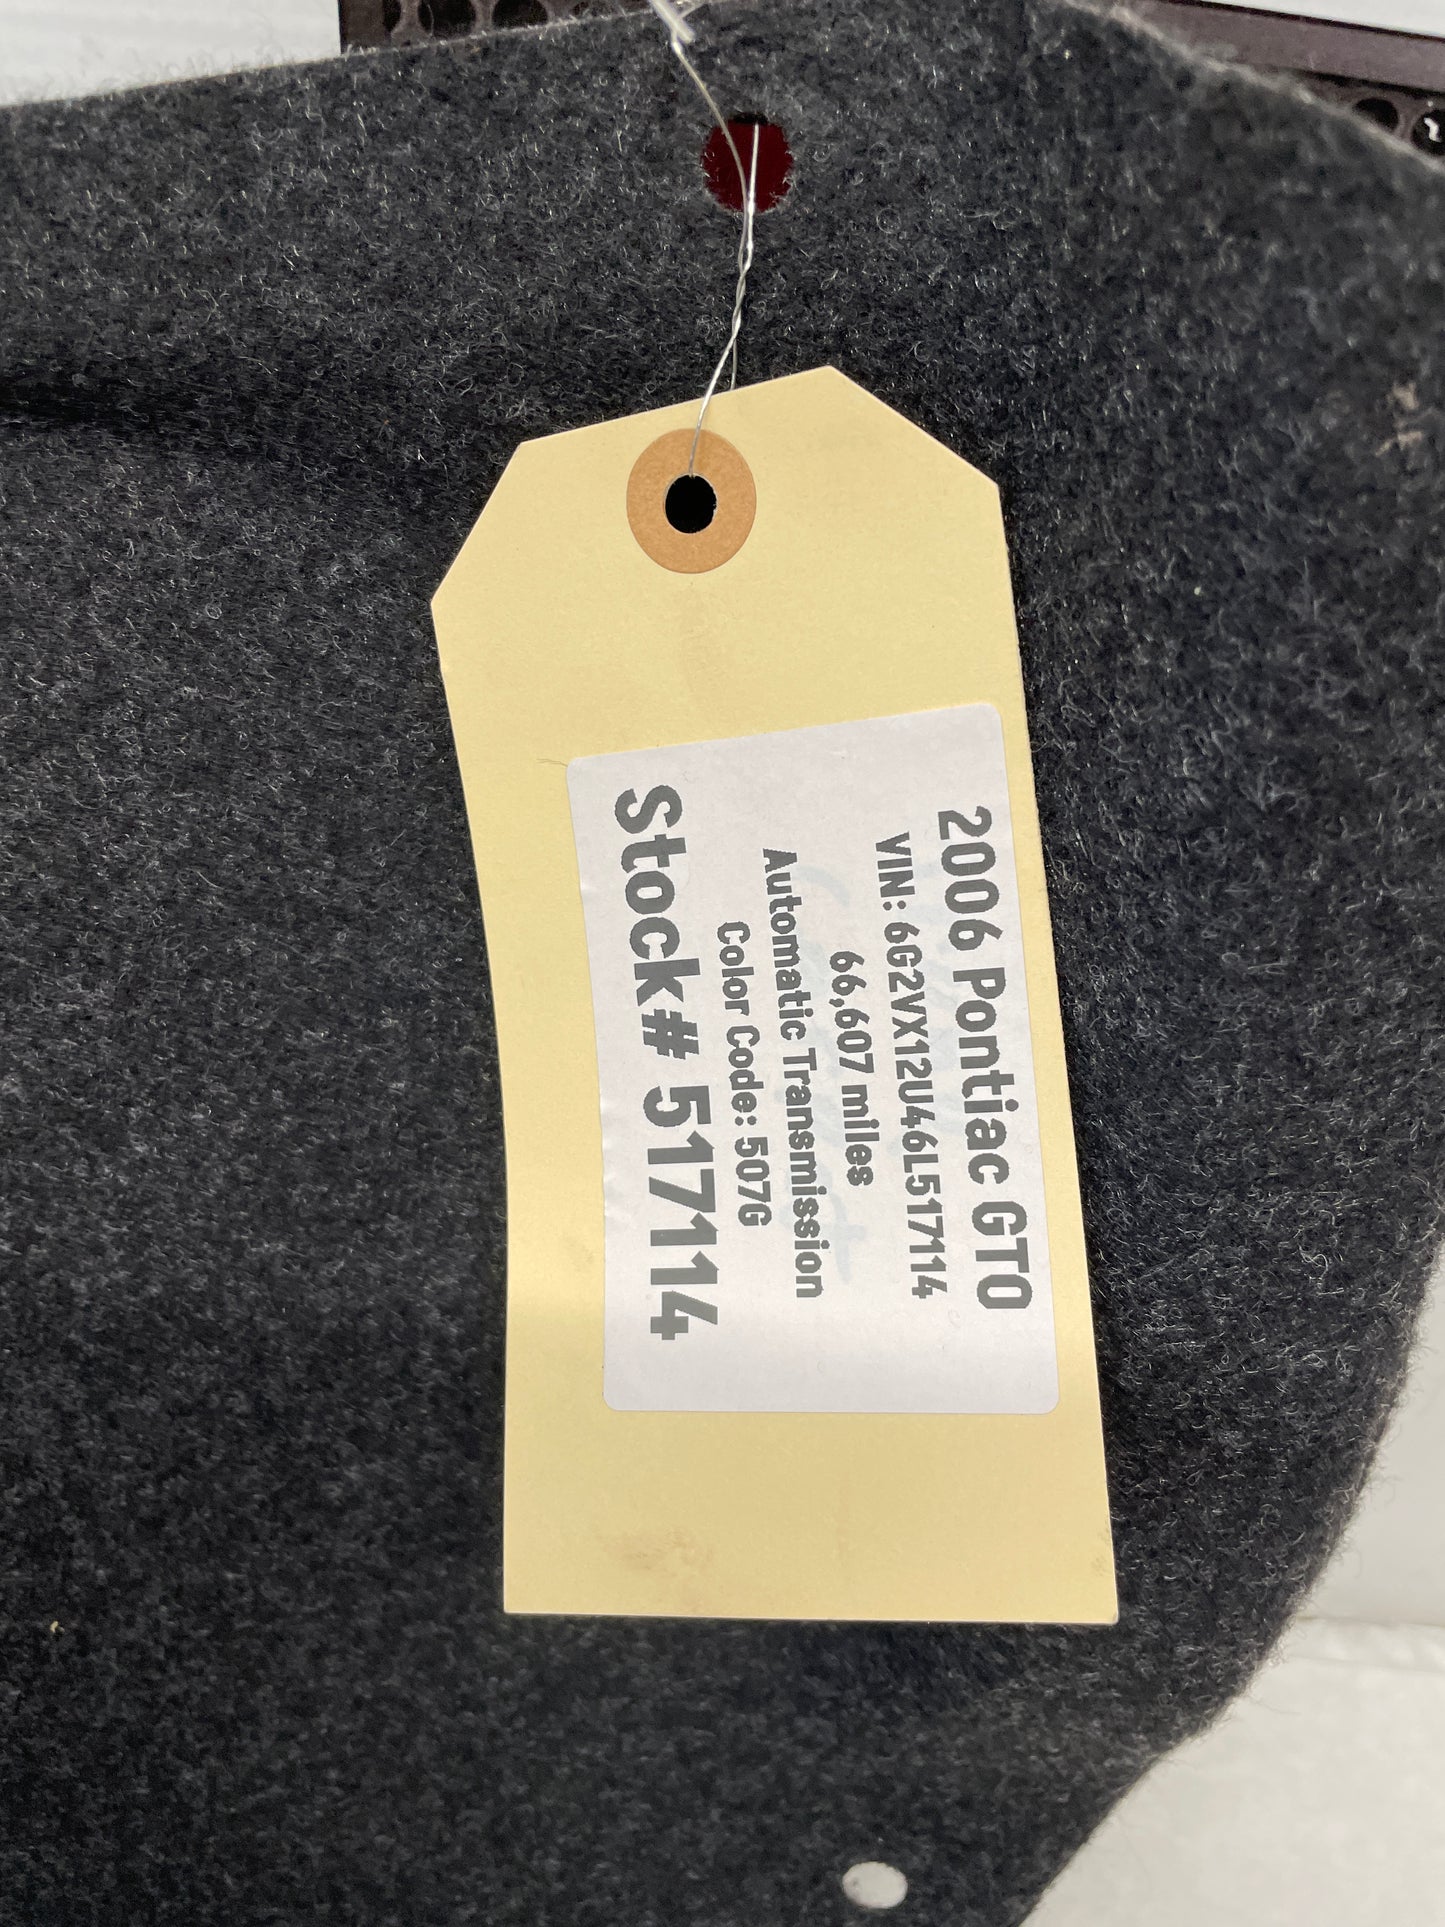 2006 Pontiac GTO
VIN: 6G2VX12U46L517114
66,607 miles
Automatic Transmission
Color Code: 507G
Stock# 517114